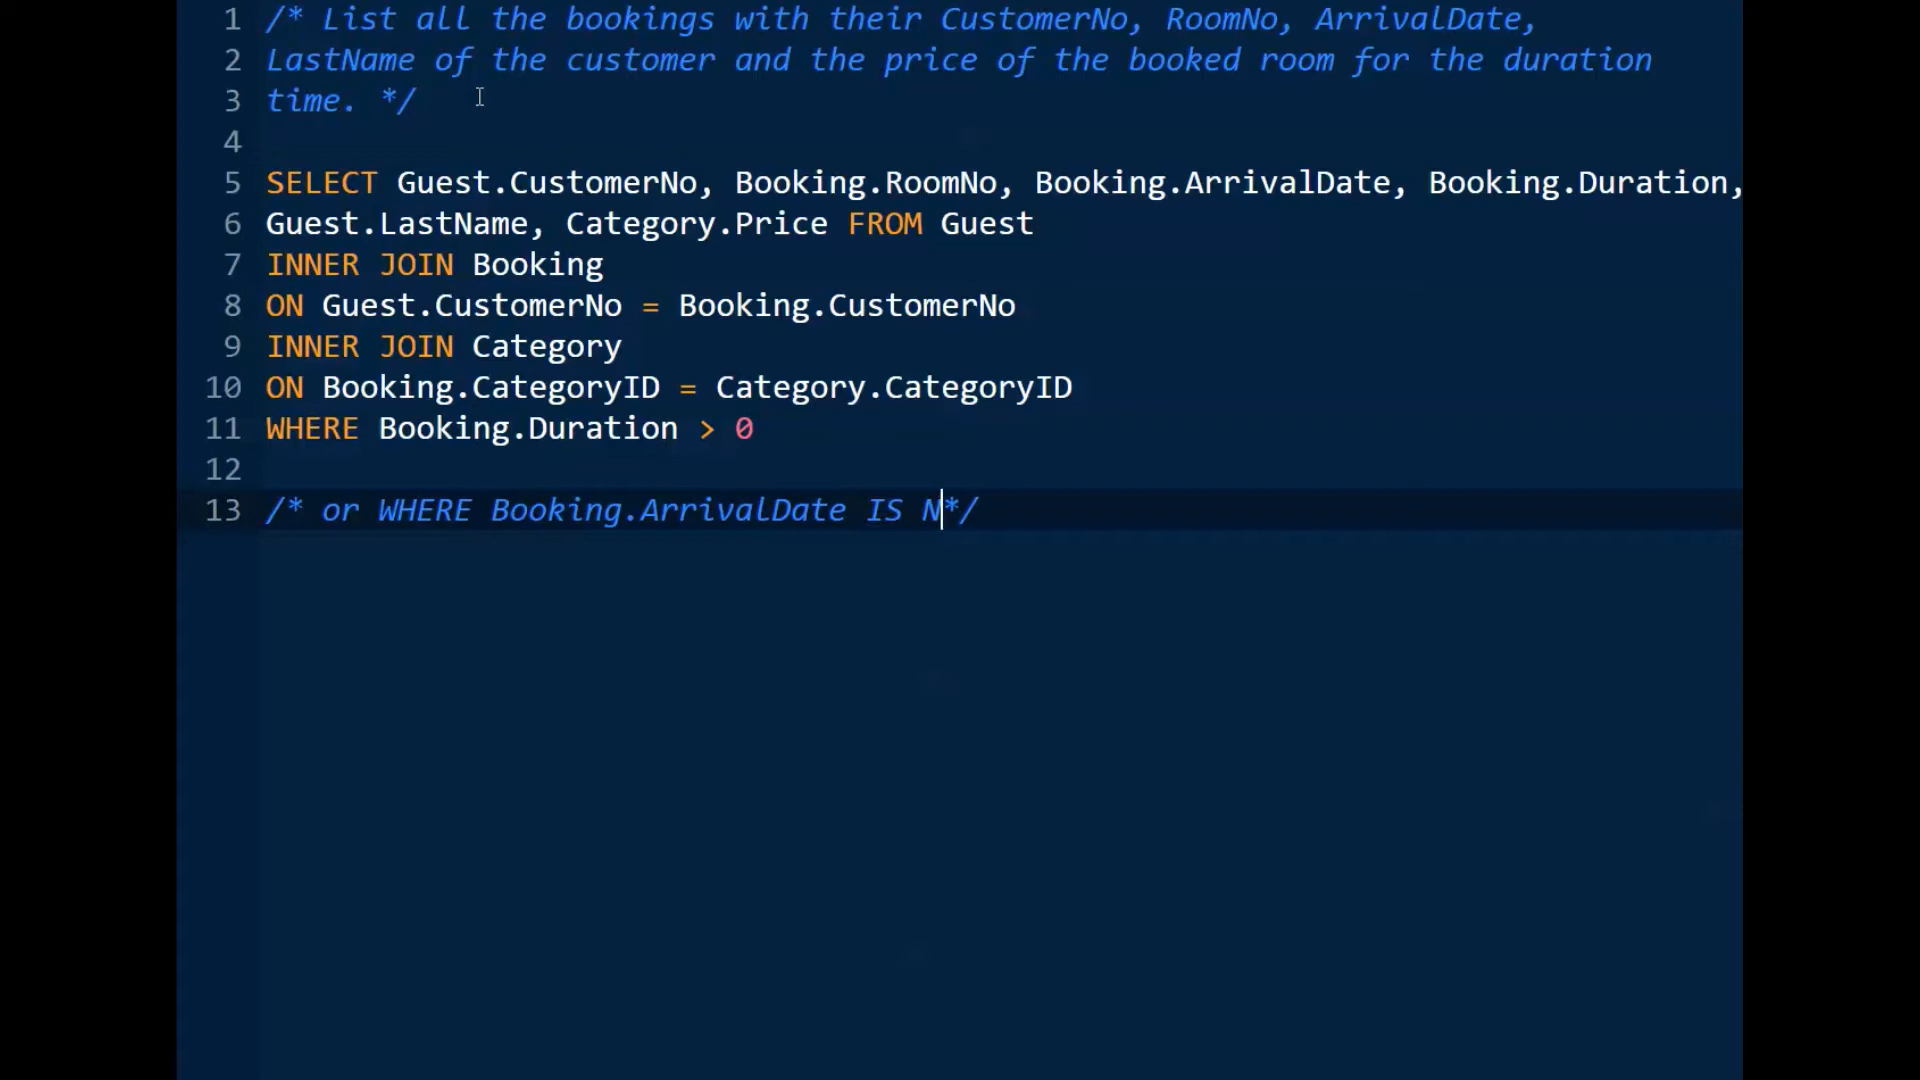 1 /* List all the bookings with their CustomerNo, RoomNo, ArrivalDate,
2 LastName of the customer and the price of the booked room for the duration
3 time. */
4
5 SELECT Guest.CustomerNo, Booking.RoomNo, Booking.ArrivalDate, Booking.Duration,
6 Guest.LastName, Category.Price FROM Guest
7 INNER JOIN Booking
8 ON Guest.CustomerNo = Booking.CustomerNo
9 INNER JOIN Category
10 ON Booking.CategoryID = Category.CategoryID
11 WHERE Booking.Duration > 0
12
13 /* or WHERE Booking.ArrivalDate IS N*/